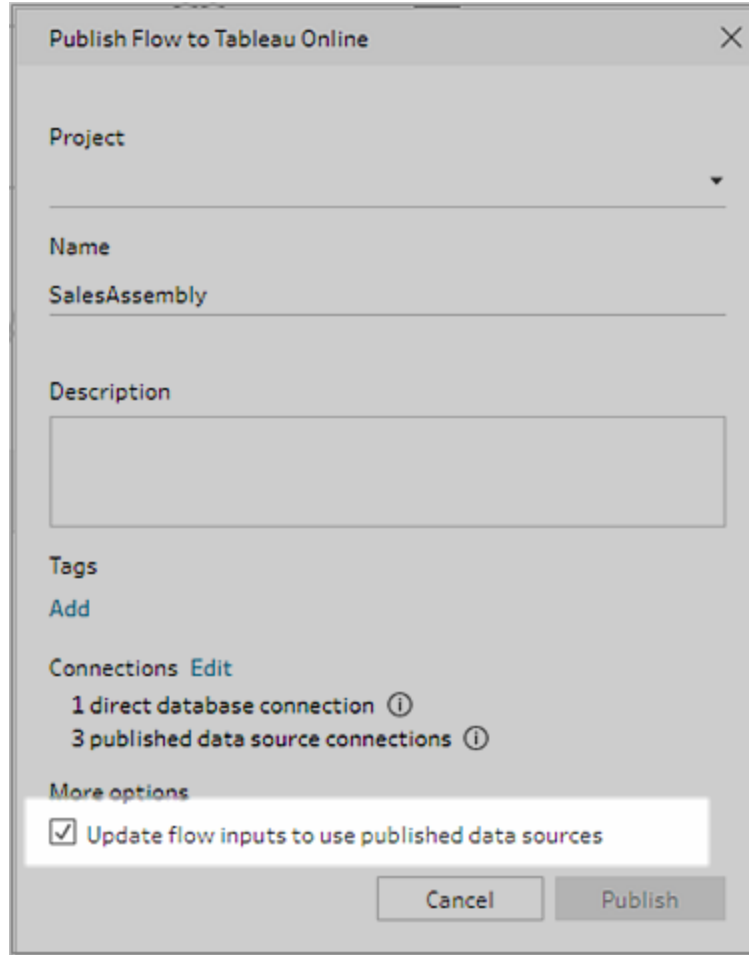 Publish Flow to Tableau Online
Project
Name
SalesAssembly
Description
Tags
Add
Connections Edit
1 direct database connection
3 published data source connections
More options
Update flow inputs to use published data sources
Cancel Publish